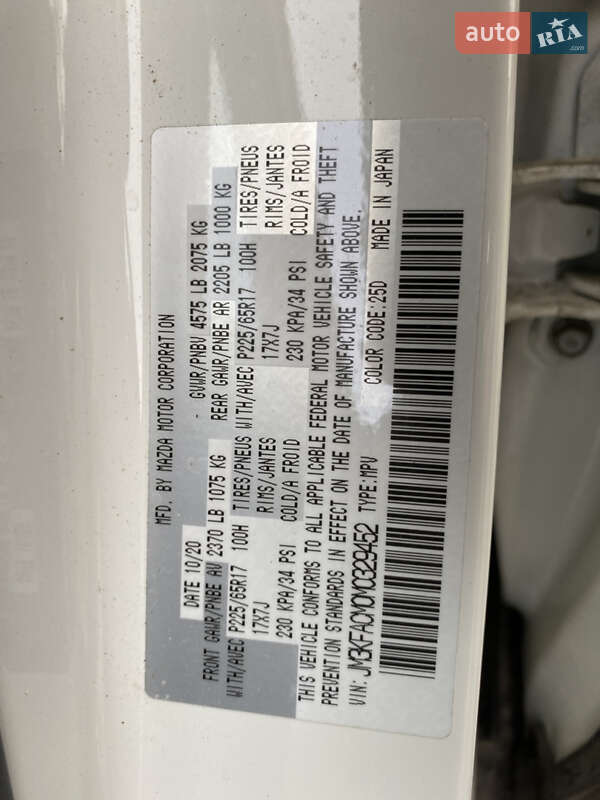 auto RIA .com
MFD. BY MAZDA MOTOR CORPORATION
DATE 10/20 - GVWR/PNBV 4575 LB 2075 KG
FRONT GAWR/PNBE AV 2370 LB 1075 KG REAR GAWR/PNBE AR 2205 LB 1000 KG
WITH/AVEC P225/65R17 100H TIRES/PNEUS WITH/AVEC P225/65R17 100H TIRES/PNEUS
17X7J RIMS/JANTES 17X7J RIMS/JANTES
230 KPA/34 PSI COLD/A FROID 230 KPA/34 PSI COLD/A FROID
THIS VEHICLE CONFORMS TO ALL APPLICABLE FEDERAL MOTOR VEHICLE SAFETY AND THEFT
PREVENTION STANDARDS IN EFFECT ON THE DATE OF MANUFACTURE SHOWN ABOVE.
VIN: JM3KFACM0M0329452 TYPE:MPV COLOR CODE:25D MADE IN JAPAN